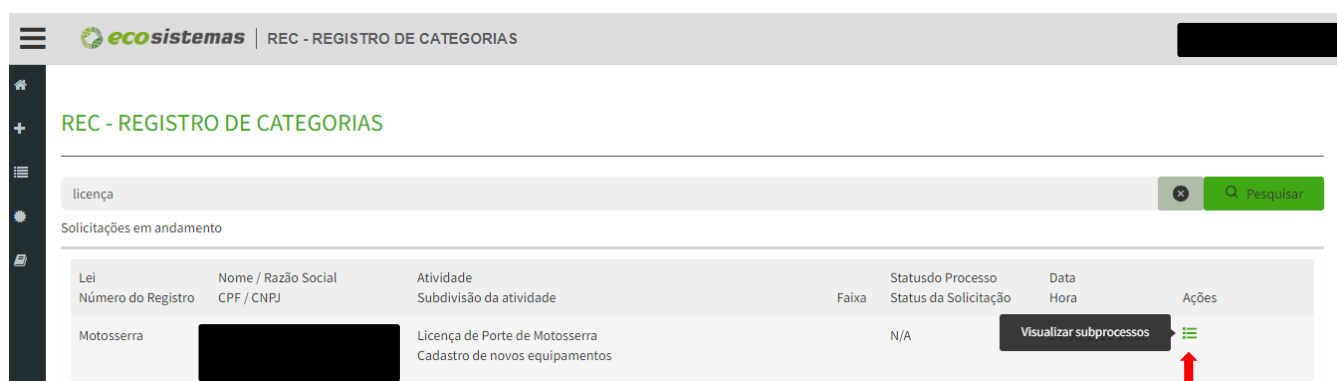 ecosistemas | REC - REGISTRO DE CATEGORIAS
REC - REGISTRO DE CATEGORIAS
licença
Pesquisar
Solicitações em andamento
Lei Nome / Razão Social Atividade Statusdo Processo Data
Número do Registro CPF / CNPJ Subdivisão da atividade Faixa Status da Solicitação Hora Ações
Motosserra Licença de Porte de Motosserra N/A Visualizar subprocessos
Cadastro de novos equipamentos